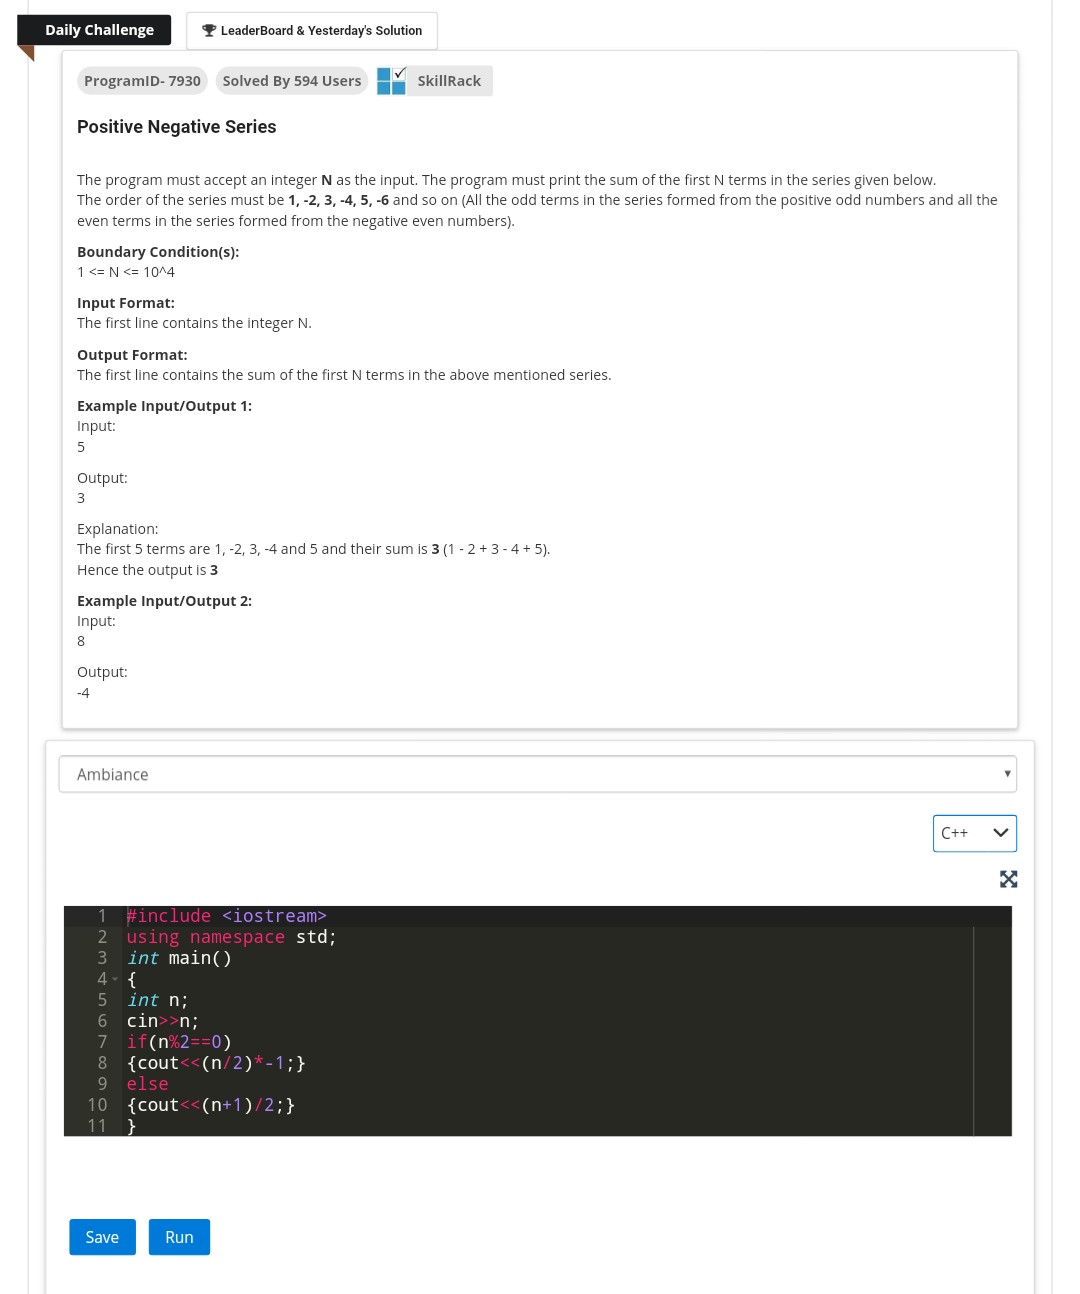 Daily Challenge
LeaderBoard & Yesterday's Solution
ProgramID- 7930
Solved By 594 Users
SkillRack
Positive Negative Series
The program must accept an integer N as the input. The program must print the sum of the first N terms in the series given below.
The order of the series must be 1, -2, 3, -4, 5, -6 and so on (All the odd terms in the series formed from the positive odd numbers and all the
even terms in the series formed from the negative even numbers).
Boundary Condition(s):
1 <= N <= 10^4
Input Format:
The first line contains the integer N.
Output Format:
The first line contains the sum of the first N terms in the above mentioned series.
Example Input/Output 1:
Input:
5
Output:
3
Explanation:
The first 5 terms are 1, -2, 3, -4 and 5 and their sum is 3 (1 - 2 + 3 - 4 + 5).
Hence the output is 3
Example Input/Output 2:
Input:
8
Output:
-4
Ambiance
C++
1 #include <iostream>
2 using namespace std;
3 int main()
4 {
5 int n;
6 cin>>n;
7 if(n%2==0)
8 {cout<<(n/2)*-1;}
9 else
10 {cout<<(n+1)/2;}
11 }
Save
Run